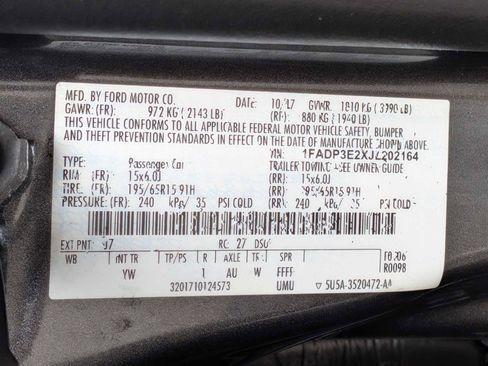 MFD. BY FORD MOTOR CO. DATE: 10/17 GVWR: 1810 KG ( 3990 LB)
GAWR: (FR): 972 KG ( 2143 LB) (RR): 880 KG ( 1940 LB)
THIS VEHICLE CONFORMS TO ALL APPLICABLE FEDERAL MOTOR VEHICLE SAFETY, BUMPER,
AND THEFT PREVENTION STANDARDS IN EFFECT ON THE DATE OF MANUFACTURE SHOWN ABOVE.
VIN: 1FADP3E2XJL202164
TYPE: Passenger Car TRAILER TOWING - SEE OWNER GUIDE
RIM (FR): 15x6.0J (RR): 15x6.0J
TIRE (FR): 195/65R15 91H (RR): 195/65R15 91H
PRESSURE: (FR): 240 kPa/ 35 PSI COLD (RR): 240 kPa/ 35 PSI COLD
EXT PNT: RC: 27 DSO:
WB INT TR TP/PS R AXLE TR SPR
YW 1 AU W FFFF
R0098
3201710124573 UMU ▽ 5U5A-3520472-AA